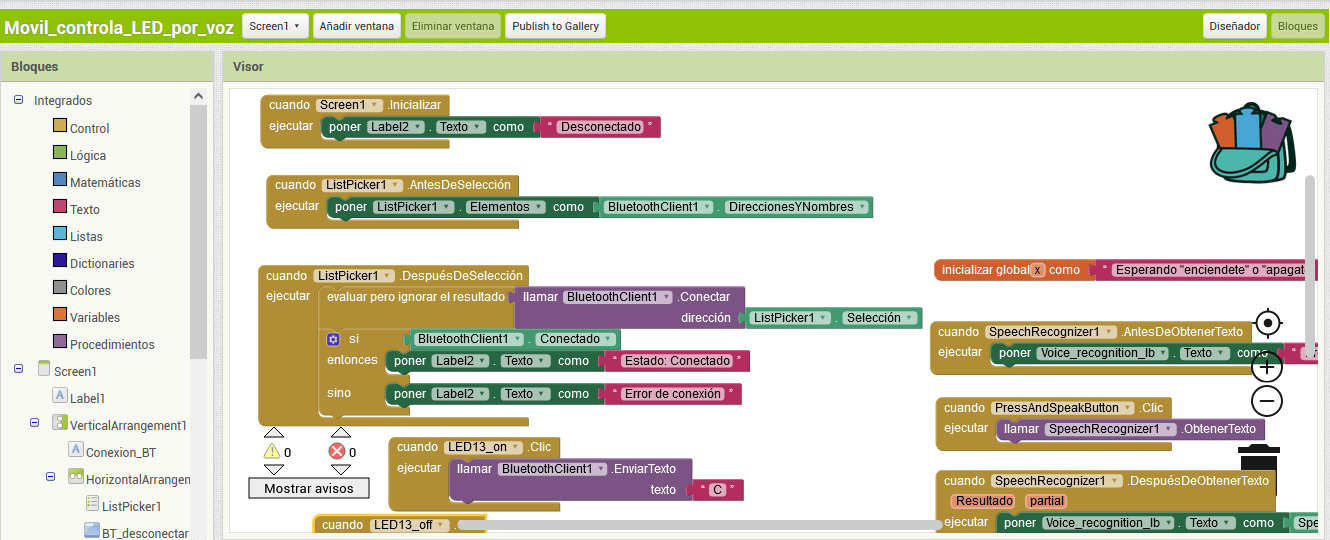 Movil_controla_LED_por_voz Screen1 Añadir ventana Eliminar ventana Publish to Gallery Diseñador Bloques
Bloques
Integrados
Control
Lógica
Matemáticas
Texto
Listas
Dictionaries
Colores
Variables
Procedimientos
Screen1
Label1
VerticalArrangement1
Conexion_BT
HorizontalArrangen
ListPicker1
BT_desconectar
Visor
cuando Screen1 .Inicializar
ejecutar poner Label2 . Texto como " Desconectado "
cuando ListPicker1 .AntesDeSelección
ejecutar poner ListPicker1 . Elementos como BluetoothClient1 . DireccionesYNombres
cuando ListPicker1 .DespuésDeSelección
ejecutar evaluar pero ignorar el resultado llamar BluetoothClient1 .Conectar
dirección ListPicker1 . Selección
si BluetoothClient1 . Conectado
entonces poner Label2 . Texto como " Estado: Conectado "
sino poner Label2 . Texto como " Error de conexión "
0 0
Mostrar avisos
cuando LED13_on .Clic
ejecutar llamar BluetoothClient1 .EnviarTexto
texto " C "
cuando LED13_off .
inicializar global x como " Esperando "enciendete" o "apagat
cuando SpeechRecognizer1 .AntesDeObtenerTexto
ejecutar poner Voice_recognition_lb . Texto como "
cuando PressAndSpeakButton .Clic
ejecutar llamar SpeechRecognizer1 .ObtenerTexto
cuando SpeechRecognizer1 .DespuésDeObtenerTexto
Resultado partial
ejecutar poner Voice_recognition_lb . Texto como Spe